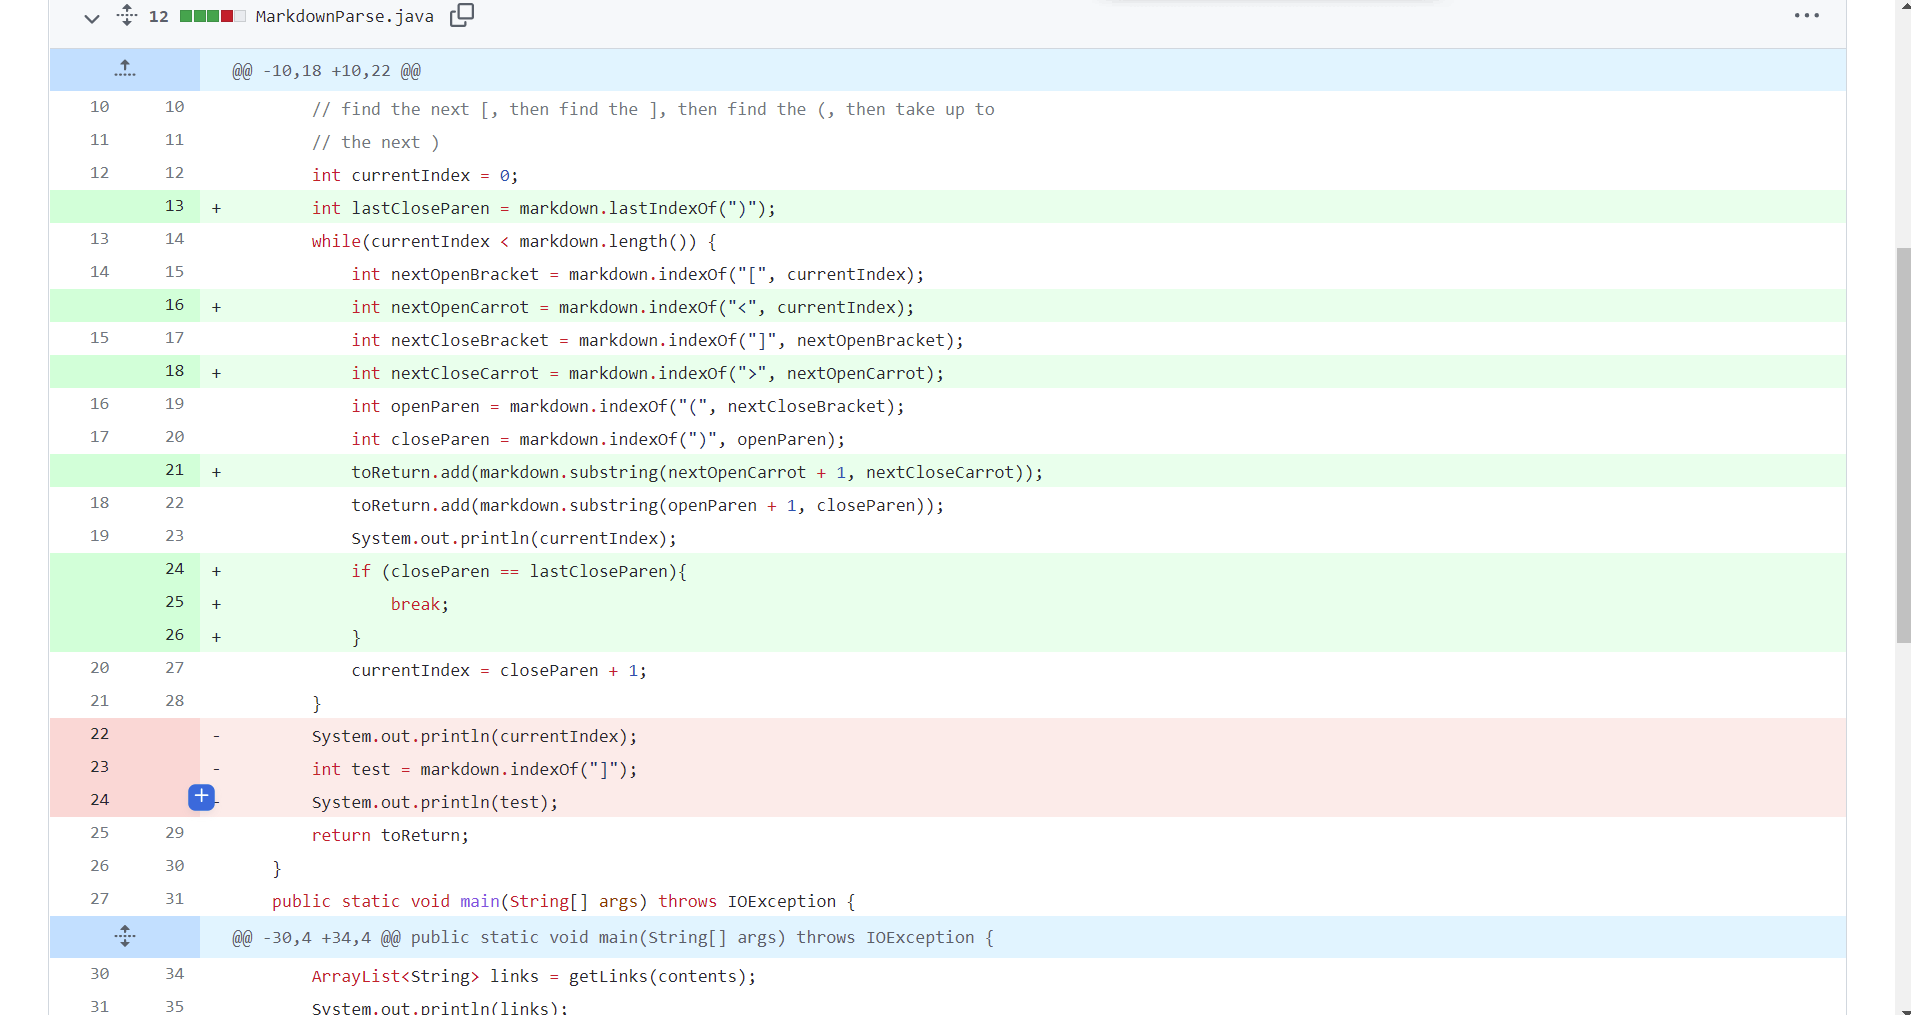 12 MarkdownParse.java
@@ -10,18 +10,22 @@
10 10 // find the next [, then find the ], then find the (, then take up to
11 11 // the next )
12 12 int currentIndex = 0;
13 + int lastCloseParen = markdown.lastIndexOf(")");
13 14 while(currentIndex < markdown.length()) {
14 15 int nextOpenBracket = markdown.indexOf("[", currentIndex);
16 + int nextOpenCarrot = markdown.indexOf("<", currentIndex);
15 17 int nextCloseBracket = markdown.indexOf("]", nextOpenBracket);
18 + int nextCloseCarrot = markdown.indexOf(">", nextOpenCarrot);
16 19 int openParen = markdown.indexOf("(", nextCloseBracket);
17 20 int closeParen = markdown.indexOf(")", openParen);
21 + toReturn.add(markdown.substring(nextOpenCarrot + 1, nextCloseCarrot));
18 22 toReturn.add(markdown.substring(openParen + 1, closeParen));
19 23 System.out.println(currentIndex);
24 + if (closeParen == lastCloseParen){
25 + break;
26 + }
20 27 currentIndex = closeParen + 1;
21 28 }
22 - System.out.println(currentIndex);
23 - int test = markdown.indexOf("]");
24 - System.out.println(test);
25 29 return toReturn;
26 30 }
27 31 public static void main(String[] args) throws IOException {
@@ -30,4 +34,4 @@ public static void main(String[] args) throws IOException {
30 34 ArrayList<String> links = getLinks(contents);
31 35 System.out.println(links);